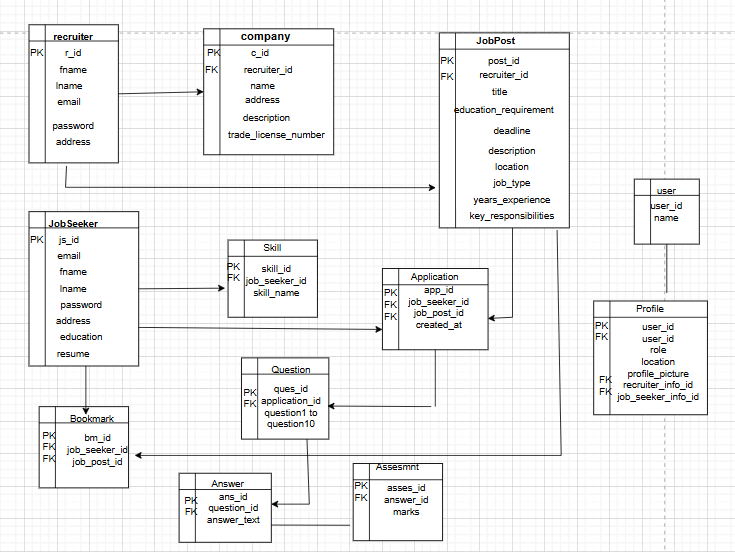 recruiter
PK r_id
fname
lname
email
password
address
company
PK c_id
FK recruiter_id
name
address
description
trade_license_number
JobPost
PK post_id
FK recruiter_id
title
education_requirement
deadline
description
location
job_type
years_experience
key_responsibilities
user
user_id
name
JobSeeker
PK js_id
email
fname
lname
password
address
education
resume
Skill
PK skill_id
FK job_seeker_id
skill_name
Application
PK app_id
FK job_seeker_id
FK job_post_id
created_at
Profile
PK user_id
FK user_id
role
location
profile_picture
FK recruiter_info_id
FK job_seeker_info_id
Question
PK ques_id
FK application_id
question1 to
question10
Bookmark
PK bm_id
FK job_seeker_id
FK job_post_id
Answer
PK ans_id
FK question_id
answer_text
Assesmnt
PK asses_id
FK answer_id
marks